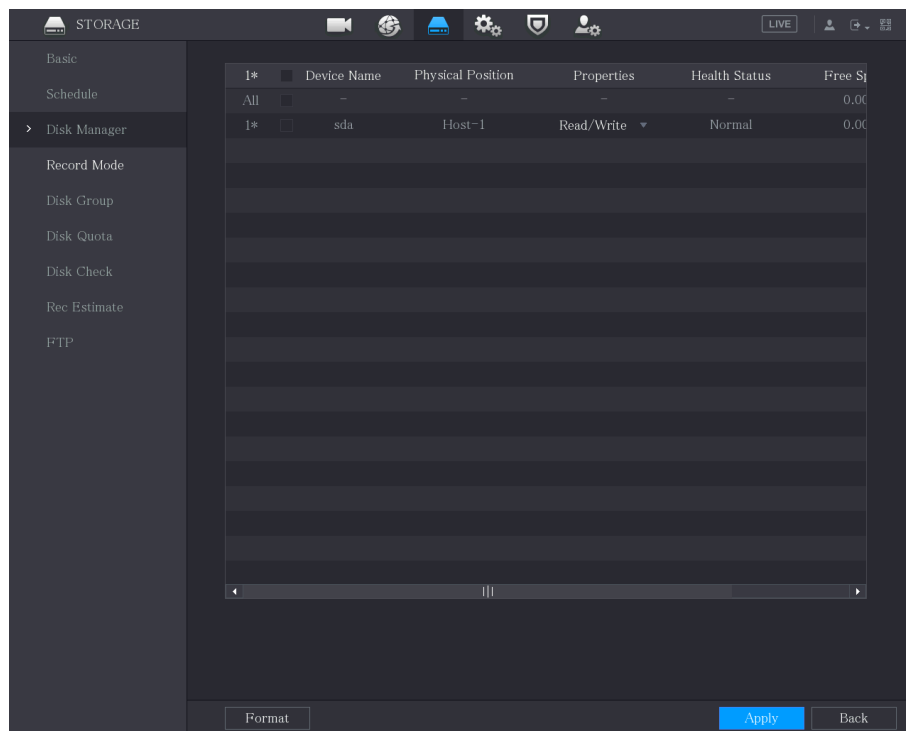 STORAGE
LIVE
Basic
Schedule
Disk Manager
Record Mode
Disk Group
Disk Quota
Disk Check
Rec Estimate
FTP
1* Device Name Physical Position Properties Health Status Free Sp
All - - - - 0.00
1* sda Host-1 Read/Write Normal 0.00
Format Apply Back